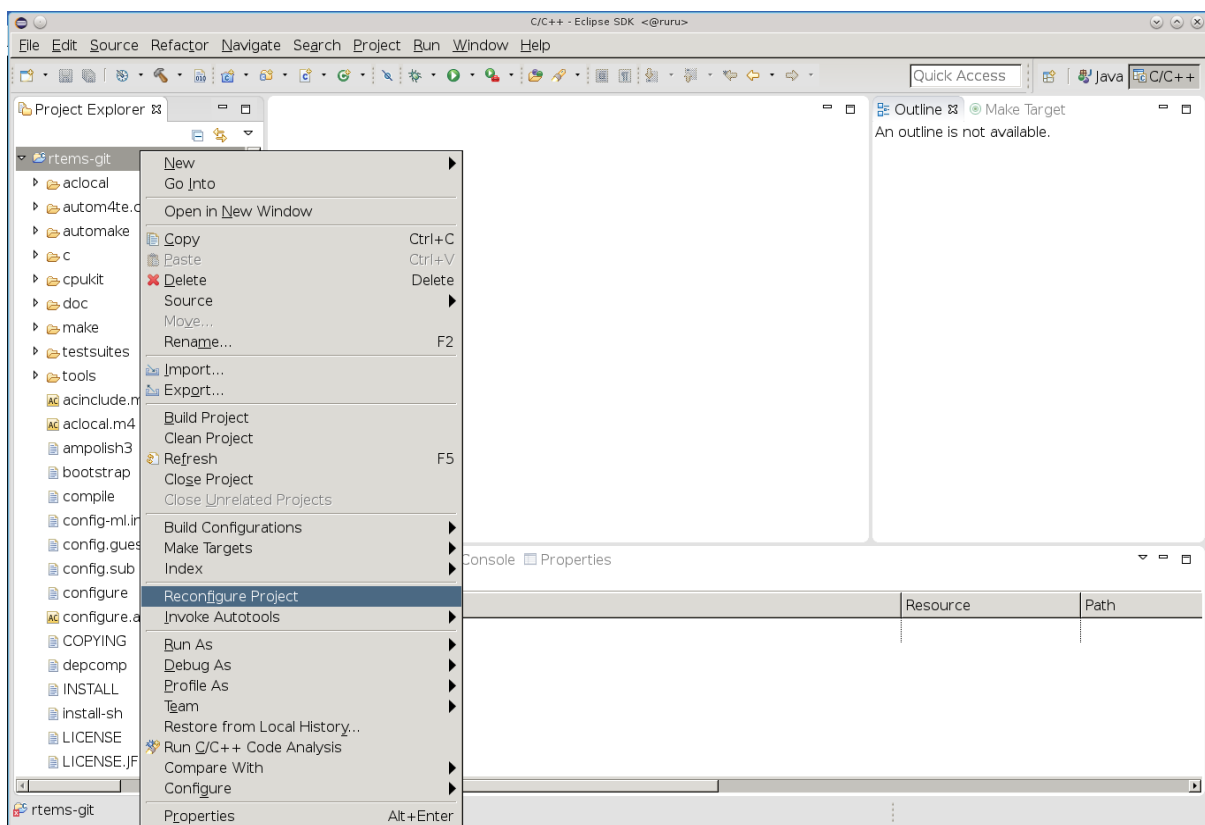 C/C++ - Eclipse SDK <@ruru>
File Edit Source Refactor Navigate Search Project Run Window Help
Quick Access Java C/C++
Project Explorer
Outline Make Target
An outline is not available.
rtems-git
aclocal
autom4te.c
automake
c
cpukit
doc
make
testsuites
tools
acinclude.m
aclocal.m4
ampolish3
bootstrap
compile
config-ml.in
config.gues
config.sub
configure
configure.a
COPYING
depcomp
INSTALL
install-sh
LICENSE
LICENSE.JF
New
Go Into
Open in New Window
Copy Ctrl+C
Paste Ctrl+V
Delete Delete
Source
Move...
Rename... F2
Import...
Export...
Build Project
Clean Project
Refresh F5
Close Project
Close Unrelated Projects
Build Configurations
Make Targets
Index
Reconfigure Project
Invoke Autotools
Run As
Debug As
Profile As
Team
Restore from Local History...
Run C/C++ Code Analysis
Compare With
Configure
Properties Alt+Enter
Console Properties
Resource Path
rtems-git